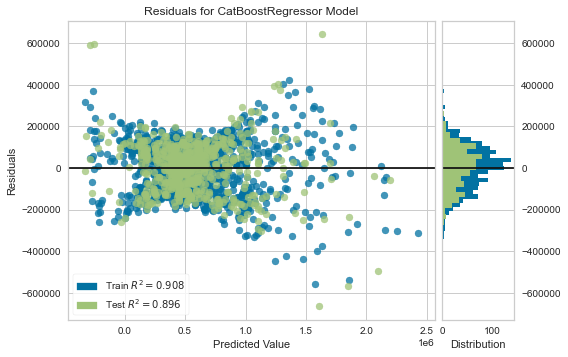 Residuals for CatBoostRegressor Model
600000
400000
200000
0
−200000
−400000
−600000
Residuals
Train R² = 0.908
Test R² = 0.896
0.0 0.5 1.0 1.5 2.0 2.5
1e6
Predicted Value
600000
400000
200000
0
−200000
−400000
−600000
0 100
Distribution